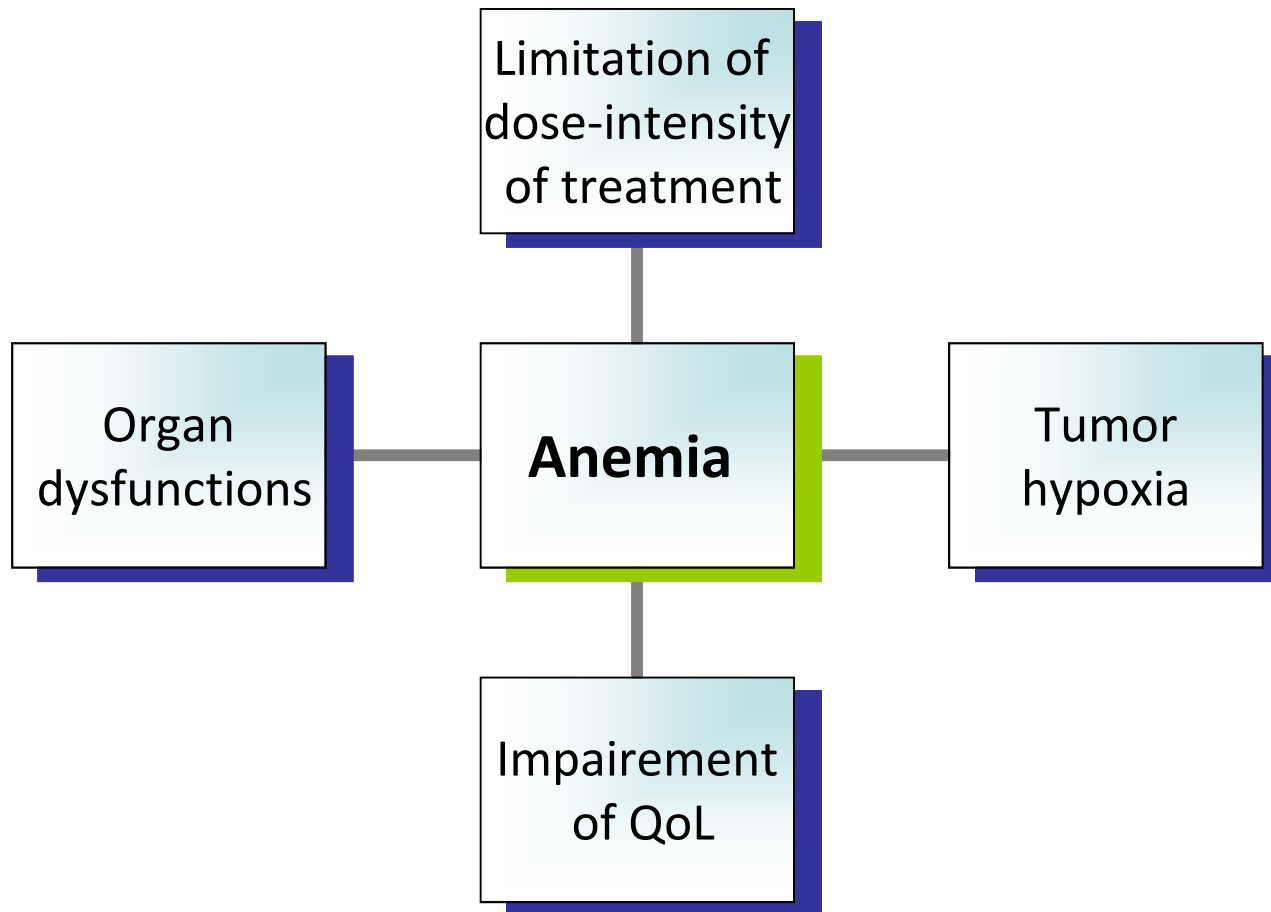 Limitation of
dose-intensity
of treatment
Organ
dysfunctions
Anemia
Tumor
hypoxia
Impairement
of QoL